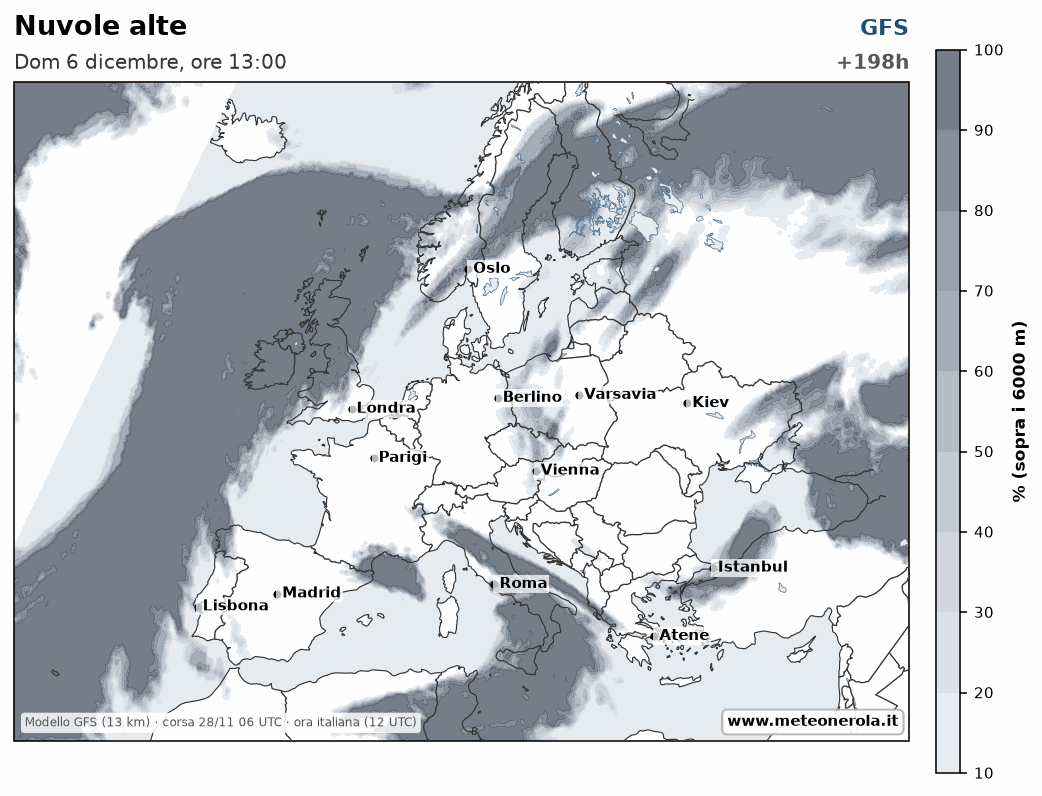 Nuvole alte
GFS
Dom 6 dicembre, ore 13:00
+198h
100
90
80
70
60
50
40
30
20
10
% (sopra i 6000 m)
Oslo
Londra
Berlino
Varsavia
Kiev
Parigi
Vienna
Istanbul
Roma
Madrid
Lisbona
Atene
Modello GFS (13 km) · corsa 28/11 06 UTC · ora italiana (12 UTC)
www.meteonerola.it